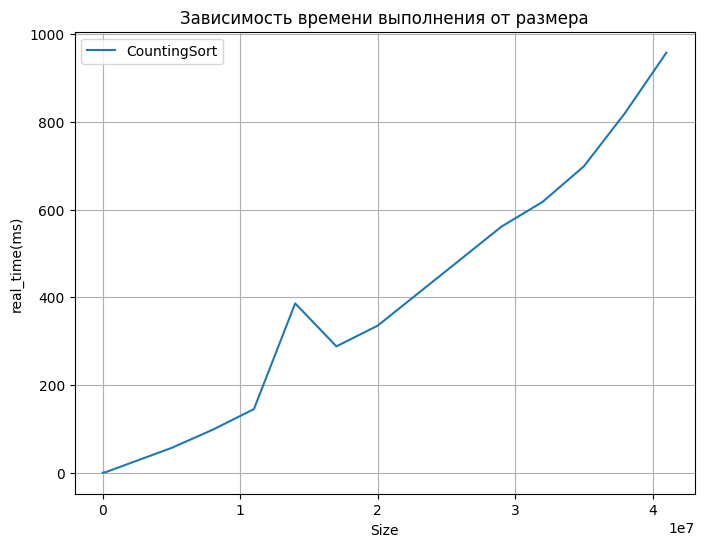 Зависимость времени выполнения от размера
CountingSort
real_time(ms)
1000
800
600
400
200
0
0 1 2 3 4
1e7
Size